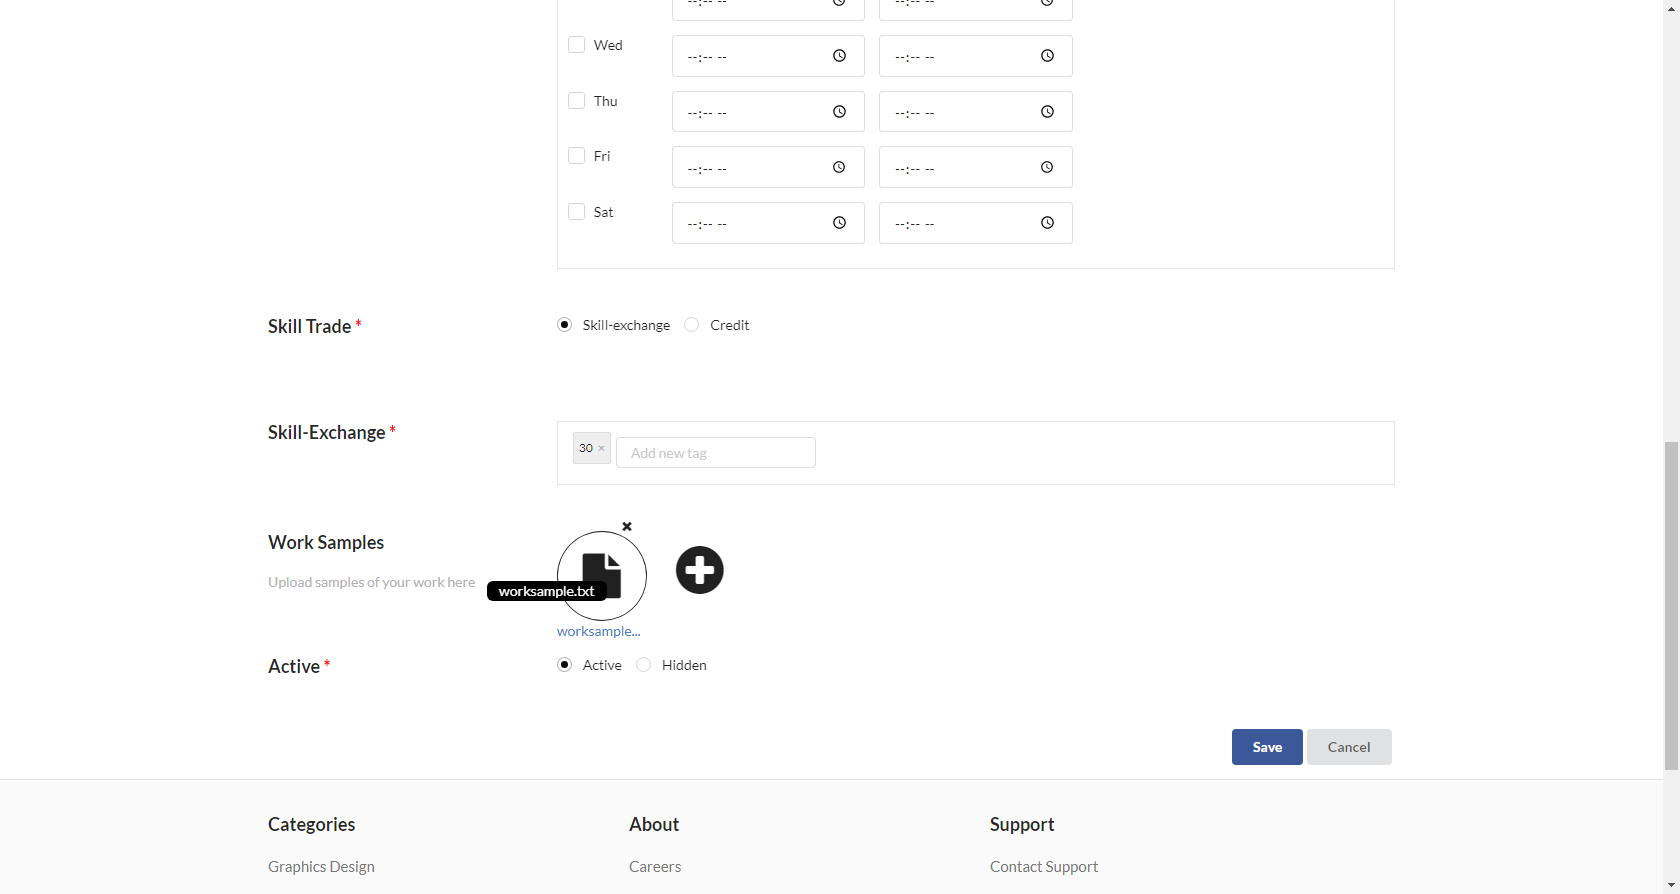 --:-- -- --:-- --
Wed --:-- -- --:-- --
Thu --:-- -- --:-- --
Fri --:-- -- --:-- --
Sat --:-- -- --:-- --
Skill Trade * Skill-exchange Credit
Skill-Exchange * 30 × Add new tag
Work Samples
Upload samples of your work here
worksample.txt
worksample...
Active * Active Hidden
Save Cancel
Categories About Support
Graphics Design Careers Contact Support